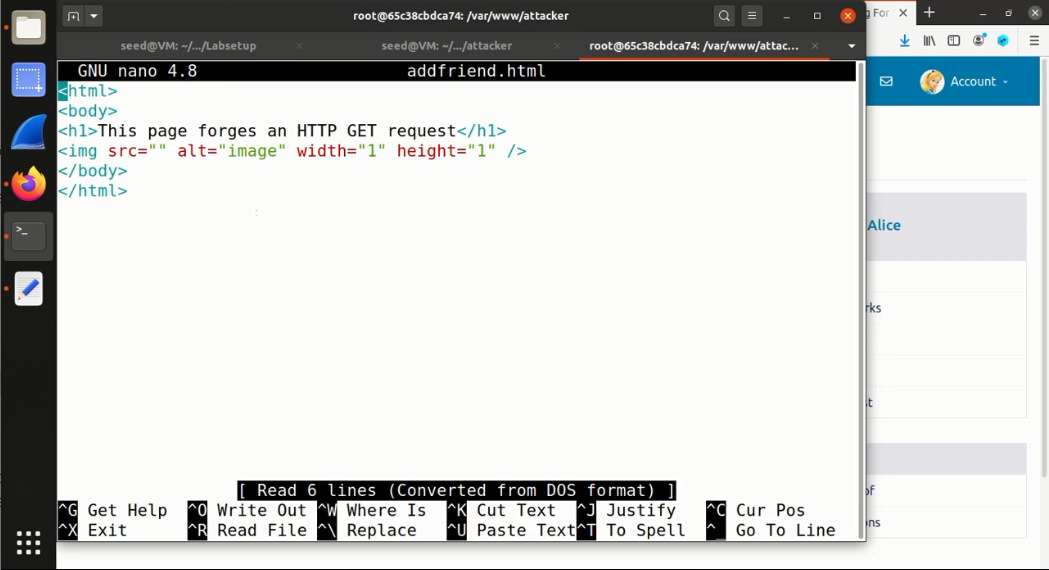 root@65c38cbdca74: /var/www/attacker
g For
seed@VM: ~/.../Labsetup
seed@VM: ~/.../attacker
root@65c38cbdca74: /var/www/attac...
GNU nano 4.8
addfriend.html
Account
<html>
<body>
<h1>This page forges an HTTP GET request</h1>
<img src="" alt="image" width="1" height="1" />
</body>
</html>
Alice
rks
st
of
ons
[ Read 6 lines (Converted from DOS format) ]
^G Get Help ^O Write Out ^W Where Is ^K Cut Text ^J Justify ^C Cur Pos
^X Exit ^R Read File ^\ Replace ^U Paste Text ^T To Spell ^_ Go To Line